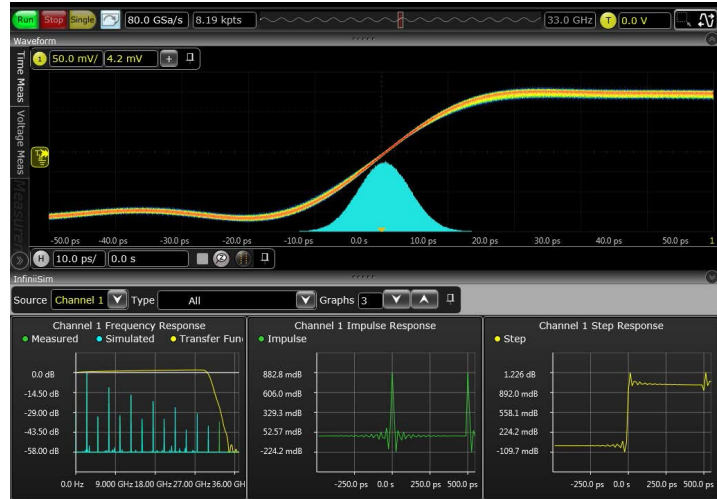 Run Stop Single 80.0 GSa/s 8.19 kpts 33.0 GHz T 0.0 V
Waveform
Time Meas
Voltage Meas
1 50.0 mV/ 4.2 mV +
T
-50.0 ps -40.0 ps -30.0 ps -20.0 ps -10.0 ps 0.0 s 10.0 ps 20.0 ps 30.0 ps 40.0 ps 50.0 ps 1
H 10.0 ps/ 0.0 s
InfiniiSim
Source Channel 1 Type All Graphs 3
Channel 1 Frequency Response
Measured Simulated Transfer Fun
0.0 dB
-14.50 dB
-29.00 dB
-43.50 dB
-58.00 dB
0.0 Hz 9.000 GHz 18.00 GHz 27.00 GHz 36.00 GH
Channel 1 Impulse Response
Impulse
882.8 mdB
606.0 mdB
329.3 mdB
52.57 mdB
-224.2 mdB
-250.0 ps 0.0 s 250.0 ps 500.0 ps
Channel 1 Step Response
Step
1.226 dB
892.0 mdB
558.1 mdB
224.2 mdB
-109.7 mdB
-250.0 ps 0.0 s 250.0 ps 500.0 ps